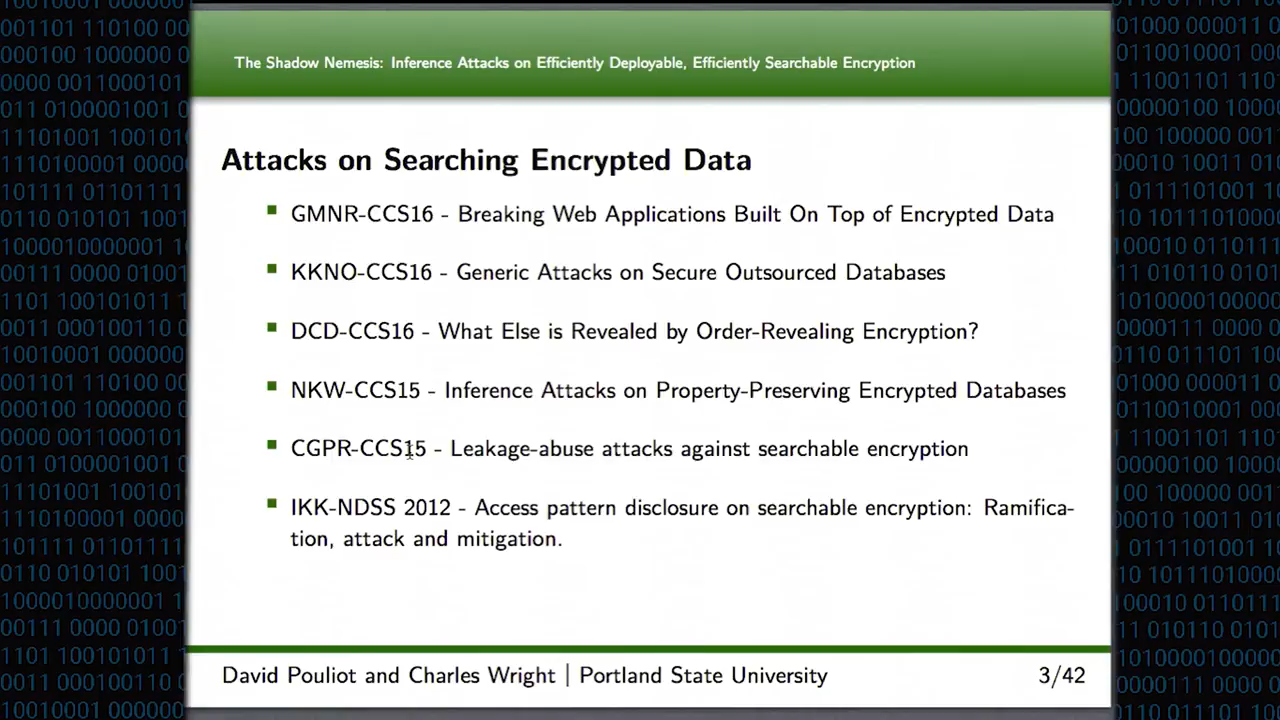 The Shadow Nemesis: Inference Attacks on Efficiently Deployable, Efficiently Searchable Encryption
Attacks on Searching Encrypted Data
GMNR-CCS16 - Breaking Web Applications Built On Top of Encrypted Data
KKNO-CCS16 - Generic Attacks on Secure Outsourced Databases
DCD-CCS16 - What Else is Revealed by Order-Revealing Encryption?
NKW-CCS15 - Inference Attacks on Property-Preserving Encrypted Databases
CGPR-CCS15 - Leakage-abuse attacks against searchable encryption
IKK-NDSS 2012 - Access pattern disclosure on searchable encryption: Ramifica-
tion, attack and mitigation.
David Pouliot and Charles Wright | Portland State University 3/42